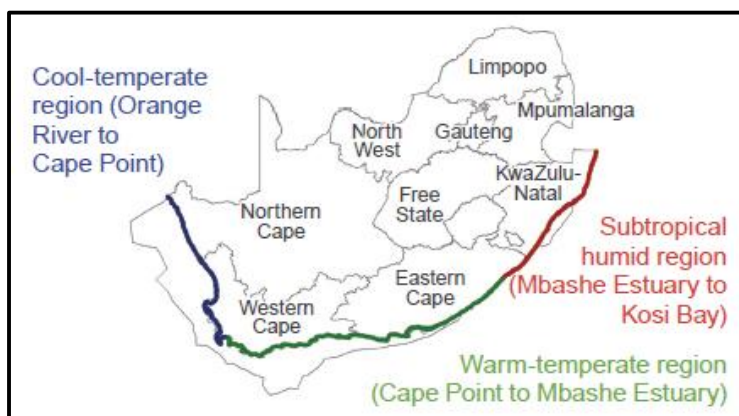 Cool-temperate
region (Orange
River to
Cape Point)
Limpopo
Mpumalanga
North
West
Gauteng
KwaZulu-
Natal
Free
State
Northern
Cape
Subtropical
humid region
(Mbashe Estuary to
Kosi Bay)
Eastern
Cape
Western
Cape
Warm-temperate region
(Cape Point to Mbashe Estuary)